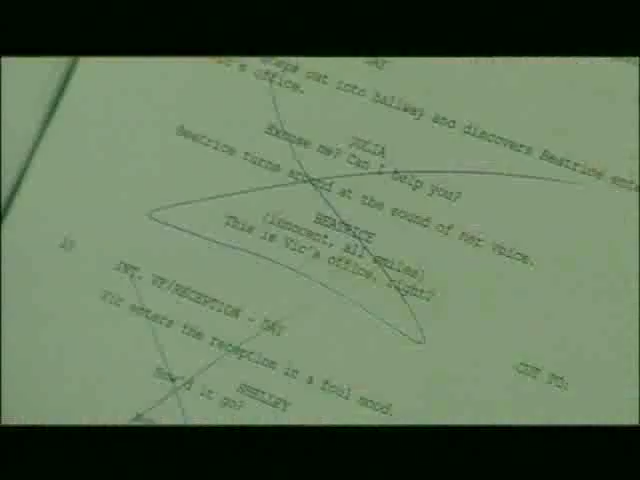 DAY
steps out into hallway and discovers Beatrice
office.
JULIA
Excuse me? Can I help you?
Beatrice turns around at the sound of her voice.
BEATRICE
(innocent, all smiles)
This is Vic's office, right?
CUT TO:
INT. VP/RECEPTION - DAY
Vic enters the reception in a foul mood.
SHELLEY
How'd it go?